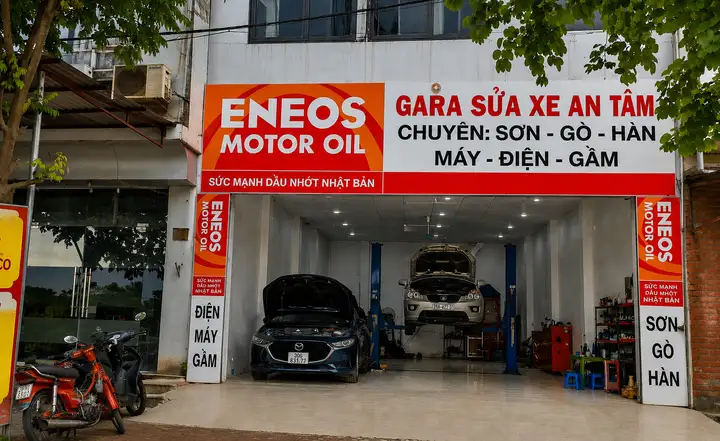 ENEOS
MOTOR OIL
SỨC MẠNH DẦU NHỚT NHẬT BẢN
GARA SỬA XE AN TÂM
CHUYÊN: SƠN - GÒ - HÀN
MÁY - ĐIỆN - GẦM
ENEOS
MOTOR OIL
SỨC MẠNH
DẦU NHỚT
NHẬT BẢN
ĐIỆN
MÁY
GẦM
ENEOS
MOTOR OIL
SỨC MẠNH
DẦU NHỚT
NHẬT BẢN
SƠN
GÒ
HÀN
30G
CO